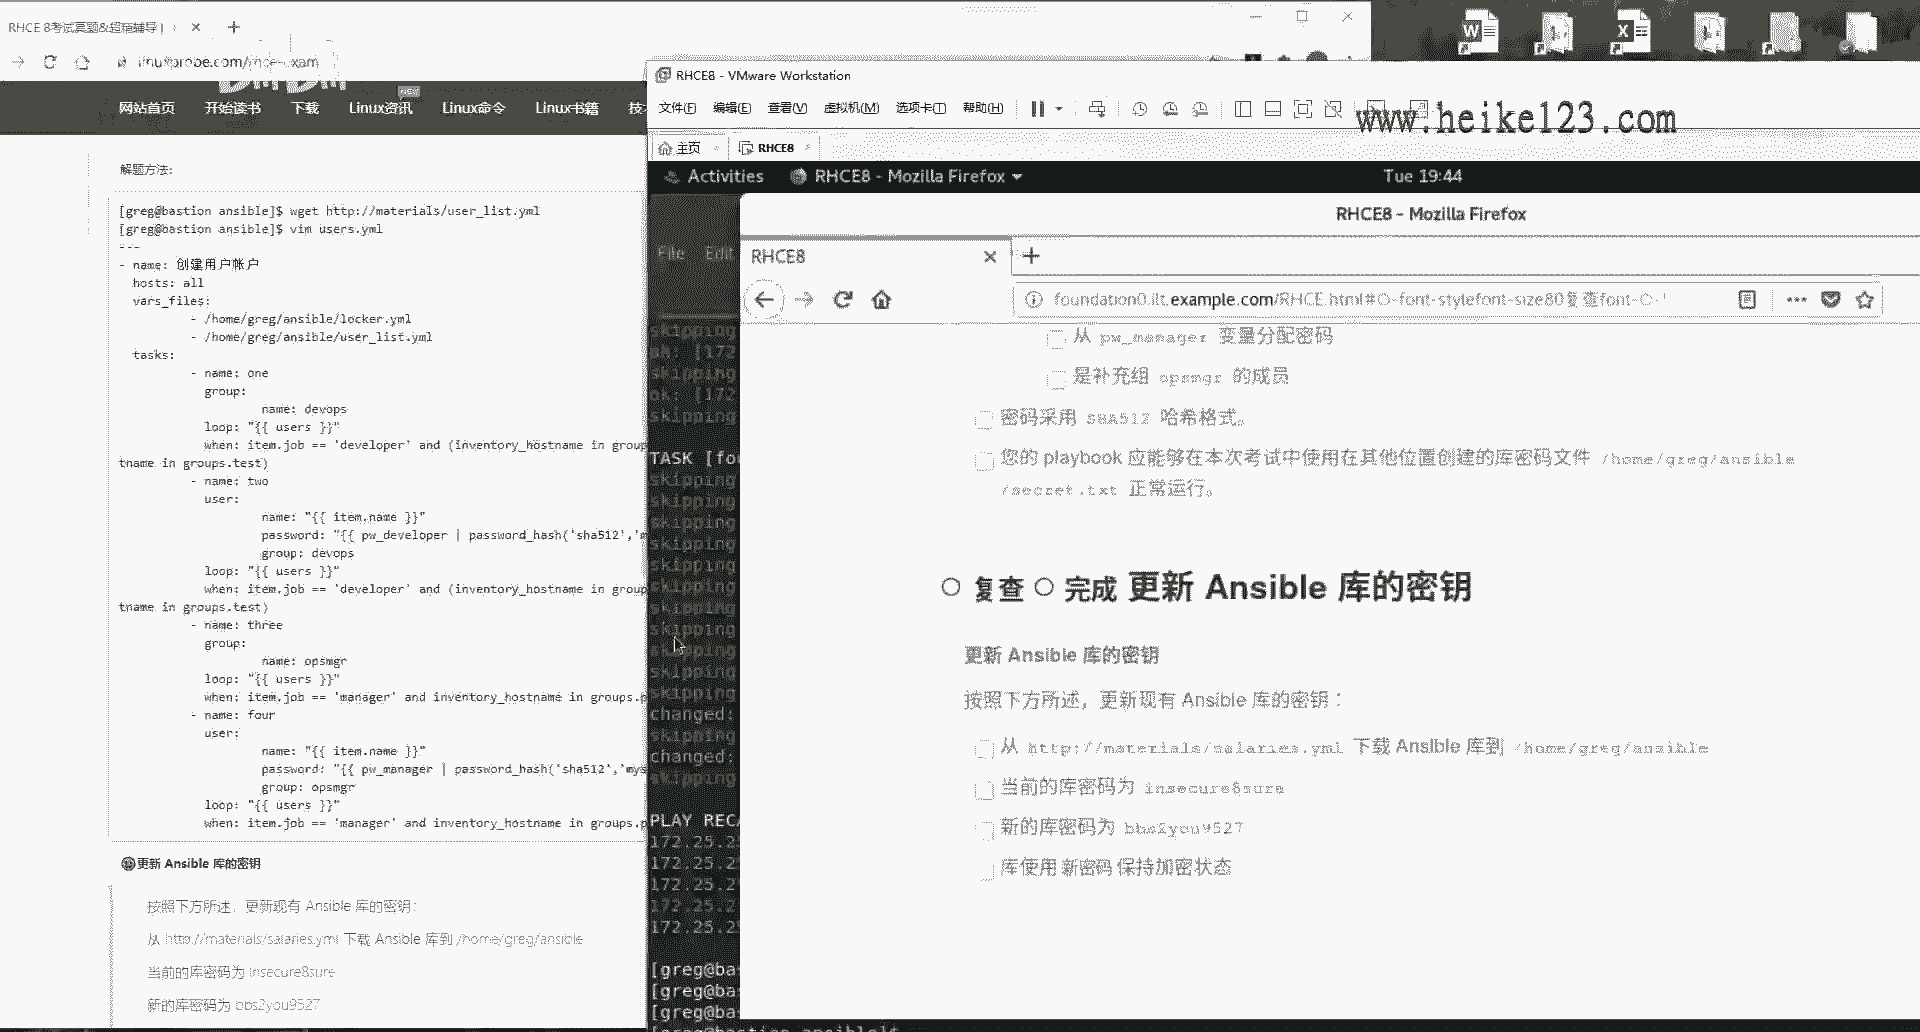 RHCE 8考试真题&超
linuxprobe.com/
网站首页 开始读书 下载 Linux资讯 Linux命令 Linux书籍 技
NEW
解题方法:
[greg@bastion ansible]$ wget http://materials/user_list.yml
[greg@bastion ansible]$ vim users.yml
---
- name: 创建用户帐户
hosts: all
vars_files:
- /home/greg/ansible/locker.yml
- /home/greg/ansible/user_list.yml
tasks:
- name: one
group:
name: devops
loop: "{{ users }}"
when: item.job == 'developer' and (inventory_hostname in group
tname in groups.test)
- name: two
user:
name: "{{ item.name }}"
password: "{{ pw_developer | password_hash('sha512','m
group: devops
loop: "{{ users }}"
when: item.job == 'developer' and (inventory_hostname in group
tname in groups.test)
- name: three
group:
name: opsmgr
loop: "{{ users }}"
when: item.job == 'manager' and inventory_hostname in groups.p
- name: four
user:
name: "{{ item.name }}"
password: "{{ pw_manager | password_hash('sha512','mys
group: opsmgr
loop: "{{ users }}"
when: item.job == 'manager' and inventory_hostname in groups.p
更新 Ansible 库的密钥
按照下方所述，更新现有 Ansible 库的密钥:
从 http://materials/salaries.yml 下载 Ansible 库到 /home/greg/ansible
当前的库密码为 insecure8sure
新的库密码为 bbs2you9527
RHCE8 - VMware Workstation
文件(F) 编辑(E) 查看(V) 虚拟机(M) 选项卡(T) 帮助(H)
www.heike123.com
主页 RHCE8
Activities RHCE8 - Mozilla Firefox Tue 19:44
RHCE8 - Mozilla Firefox
File Edit
RHCE8
foundation0.ilt.example.com/RHCE.html#○-font-stylefont-size80复查font-○-
从 pw_manager 变量分配密码
是补充组 opsmgr 的成员
密码采用 SHA512 哈希格式。
您的 playbook 应能够在本次考试中使用在其他位置创建的库密码文件 /home/greg/ansible
/secret.txt 正常运行。
○ 复查 ○ 完成 更新 Ansible 库的密钥
更新 Ansible 库的密钥
按照下方所述，更新现有 Ansible 库的密钥：
从 http://materials/salaries.yml 下载 Ansible 库到 /home/greg/ansible
当前的库密码为 insecure8sure
新的库密码为 bbs2you9527
库使用 新密码 保持加密状态
skipping
ok: [172
skipping
ok: [172
skipping
TASK [fo
skipping
skipping
skipping
skipping
skipping
skipping
skipping
skipping
skipping
skipping
skipping
changed:
skipping
changed:
skipping
PLAY REC
172.25.2
172.25.2
172.25.2
172.25.2
172.25.2
[greg@ba
[greg@ba
[greg@ba
[greg@bastion ansible]$